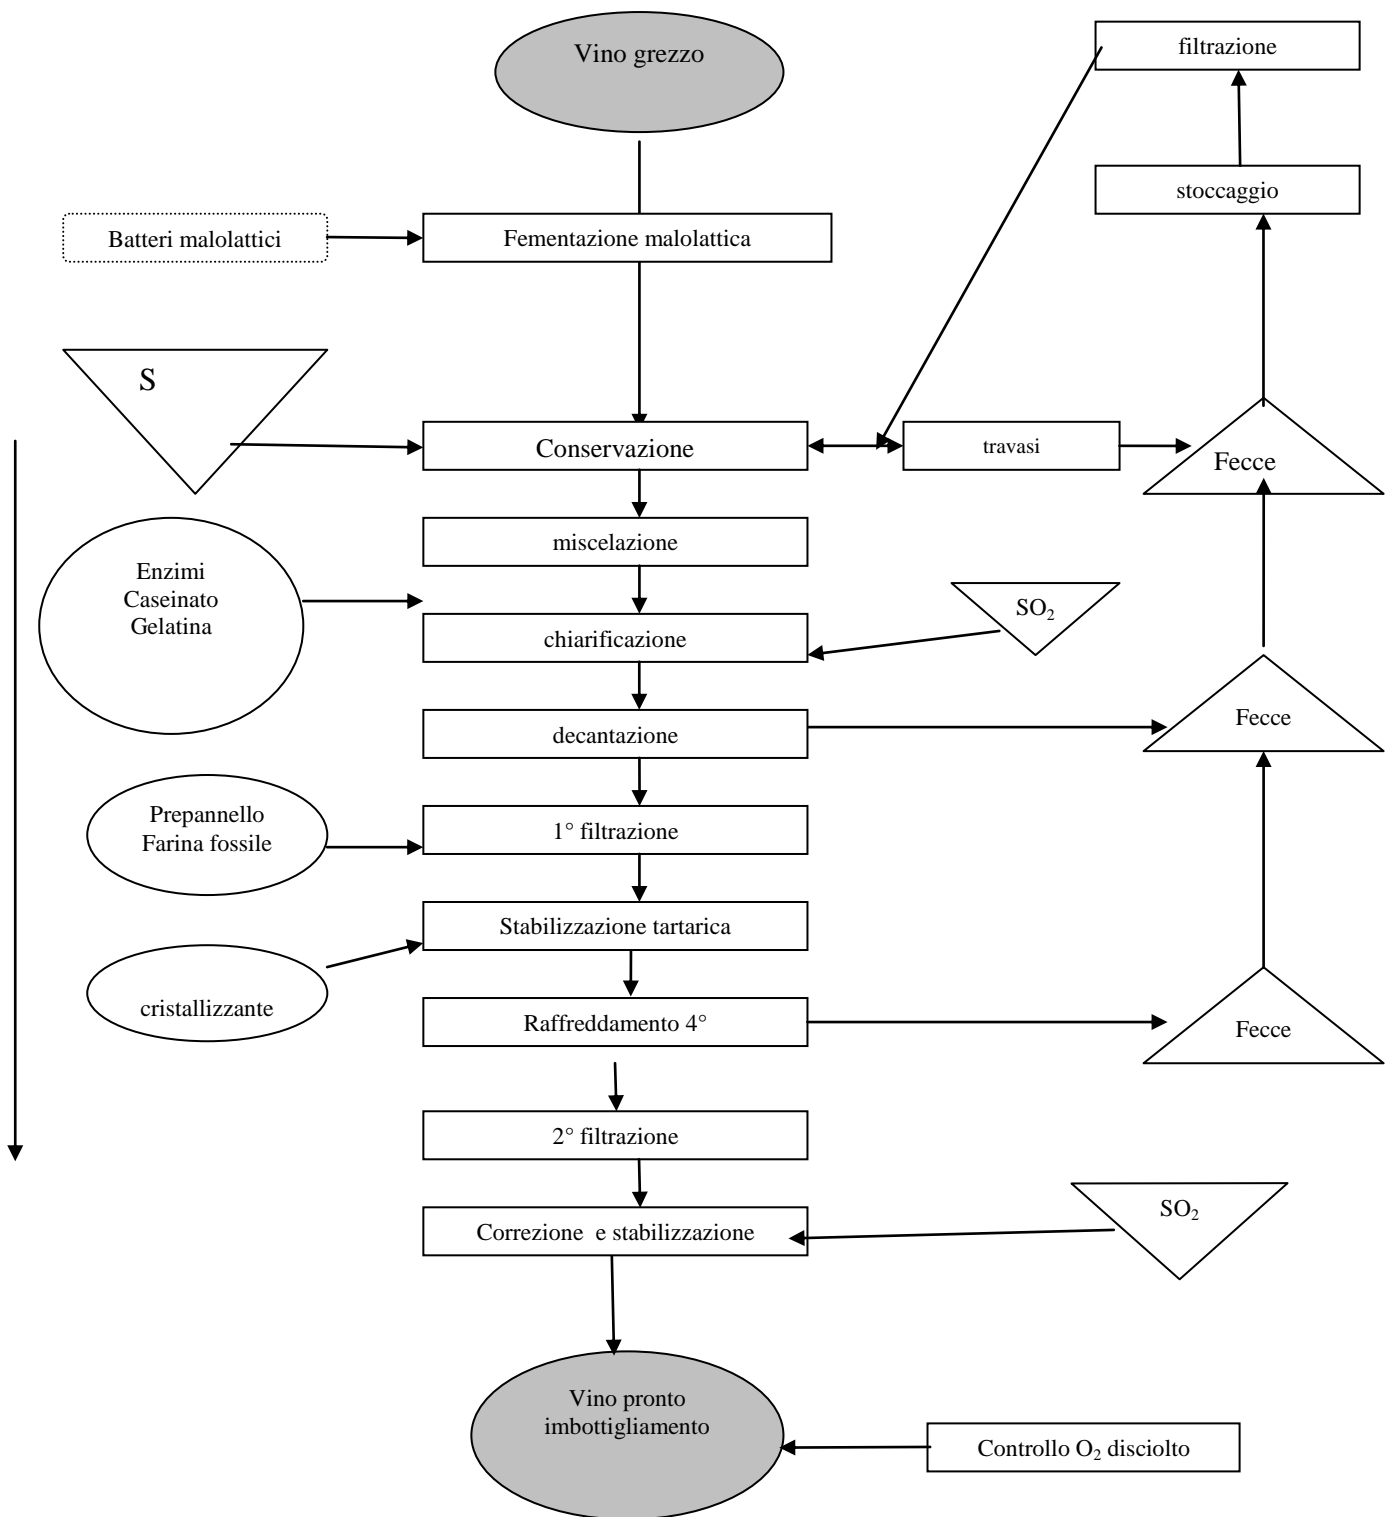 Vino grezzo
filtrazione
stoccaggio
Batteri malolattici
Fementazione malolattica
S
Conservazione
travasi
Fecce
miscelazione
Enzimi
Caseinato
Gelatina
SO₂
chiarificazione
decantazione
Fecce
Prepannello
Farina fossile
1° filtrazione
Stabilizzazione tartarica
cristallizzante
Raffreddamento 4°
Fecce
2° filtrazione
Correzione e stabilizzazione
SO₂
Vino pronto
imbottigliamento
Controllo O₂ disciolto